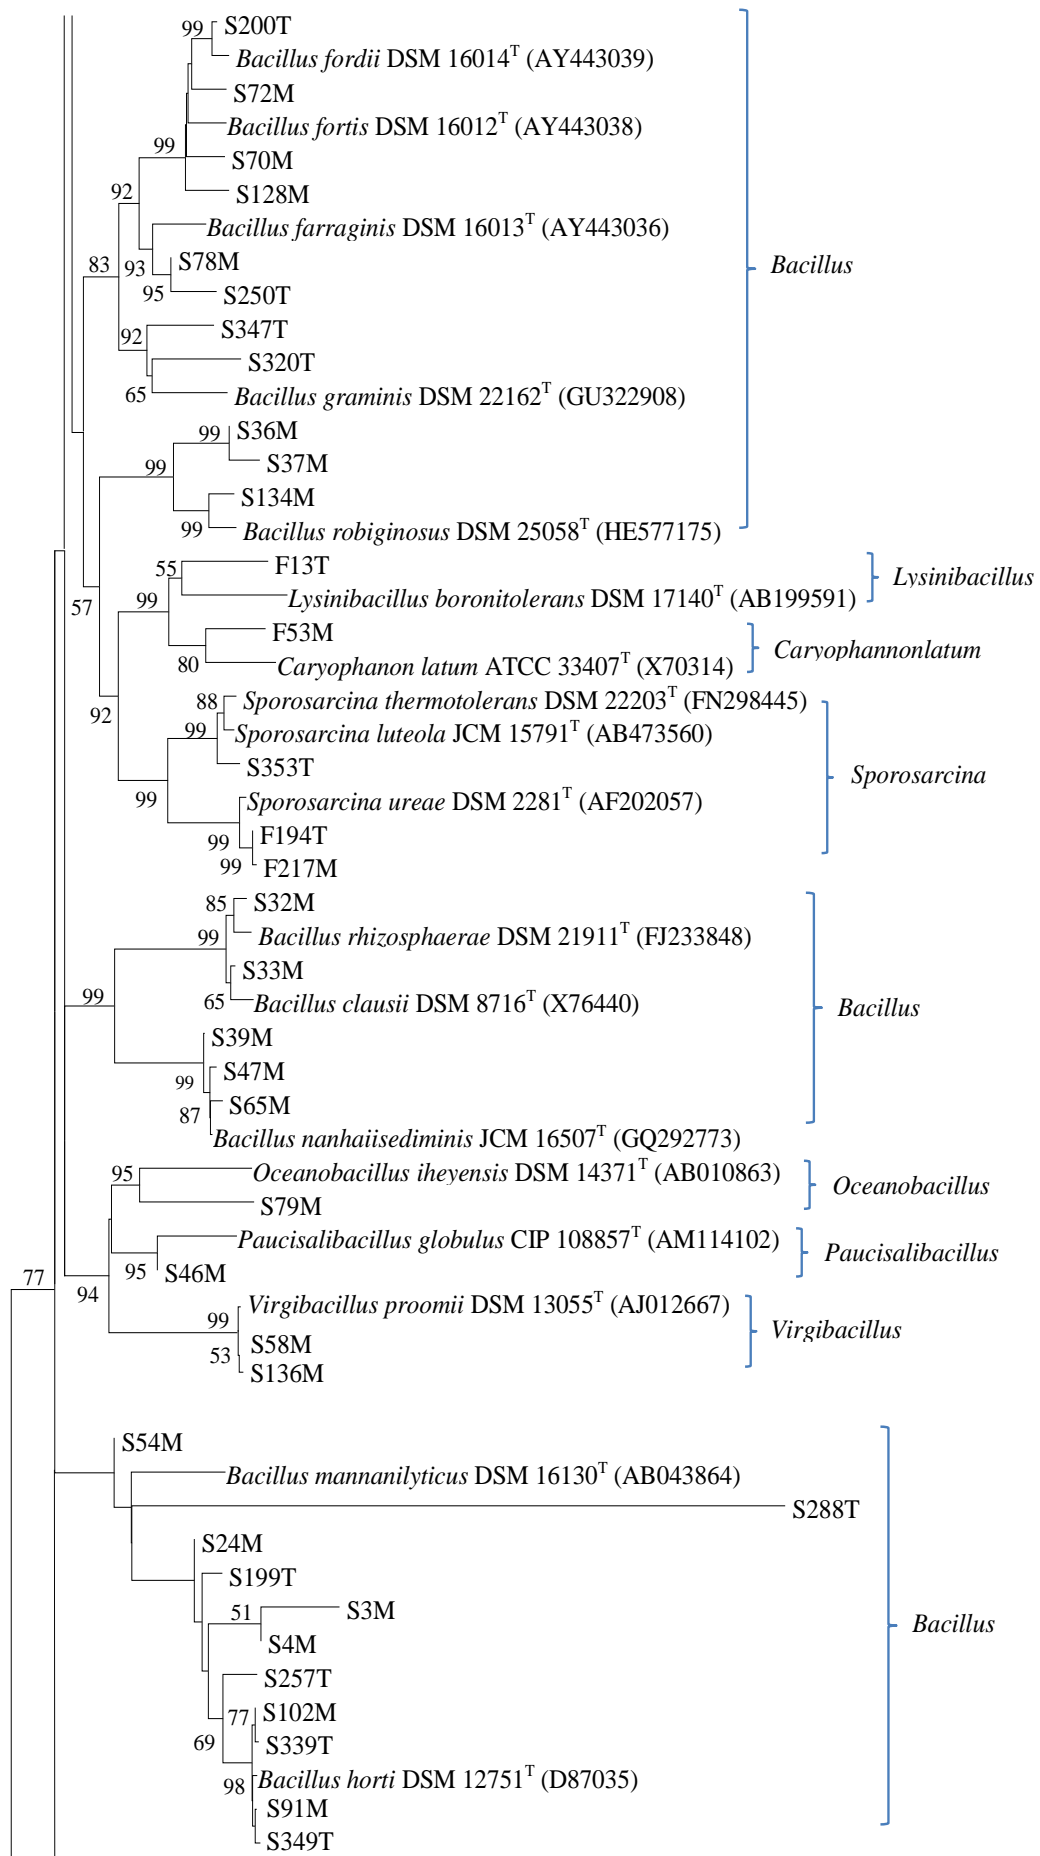 99 S200T
Bacillus fordii DSM 16014T (AY443039)
S72M
Bacillus fortis DSM 16012T (AY443038)
99 S70M
92 S128M
Bacillus farraginis DSM 16013T (AY443036)
83 93 S78M Bacillus
95 S250T
92 S347T
S320T
65 Bacillus graminis DSM 22162T (GU322908)
99 S36M
99 S37M
S134M
99 Bacillus robiginosus DSM 25058T (HE577175)
55 F13T Lysinibacillus
57 99 Lysinibacillus boronitolerans DSM 17140T (AB199591)
F53M Caryophannonlatum
80 Caryophanon latum ATCC 33407T (X70314)
92 88 Sporosarcina thermotolerans DSM 22203T (FN298445)
99 Sporosarcina luteola JCM 15791T (AB473560)
S353T Sporosarcina
99 Sporosarcina ureae DSM 2281T (AF202057)
99 F194T
99 F217M
85 S32M
99 Bacillus rhizosphaerae DSM 21911T (FJ233848)
S33M
99 65 Bacillus clausii DSM 8716T (X76440) Bacillus
S39M
99 S47M
87 S65M
Bacillus nanhaiisediminis JCM 16507T (GQ292773)
95 Oceanobacillus iheyensis DSM 14371T (AB010863) Oceanobacillus
S79M
Paucisalibacillus globulus CIP 108857T (AM114102) Paucisalibacillus
77 95 S46M
94 Virgibacillus proomii DSM 13055T (AJ012667)
99 S58M Virgibacillus
53 S136M
S54M
Bacillus mannanilyticus DSM 16130T (AB043864)
S288T
S24M
S199T
51 S3M Bacillus
S4M
S257T
77 S102M
69 S339T
98 Bacillus horti DSM 12751T (D87035)
S91M
S349T